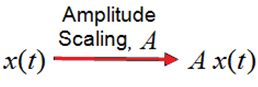 Amplitude
Scaling, A
x(t) A x(t)